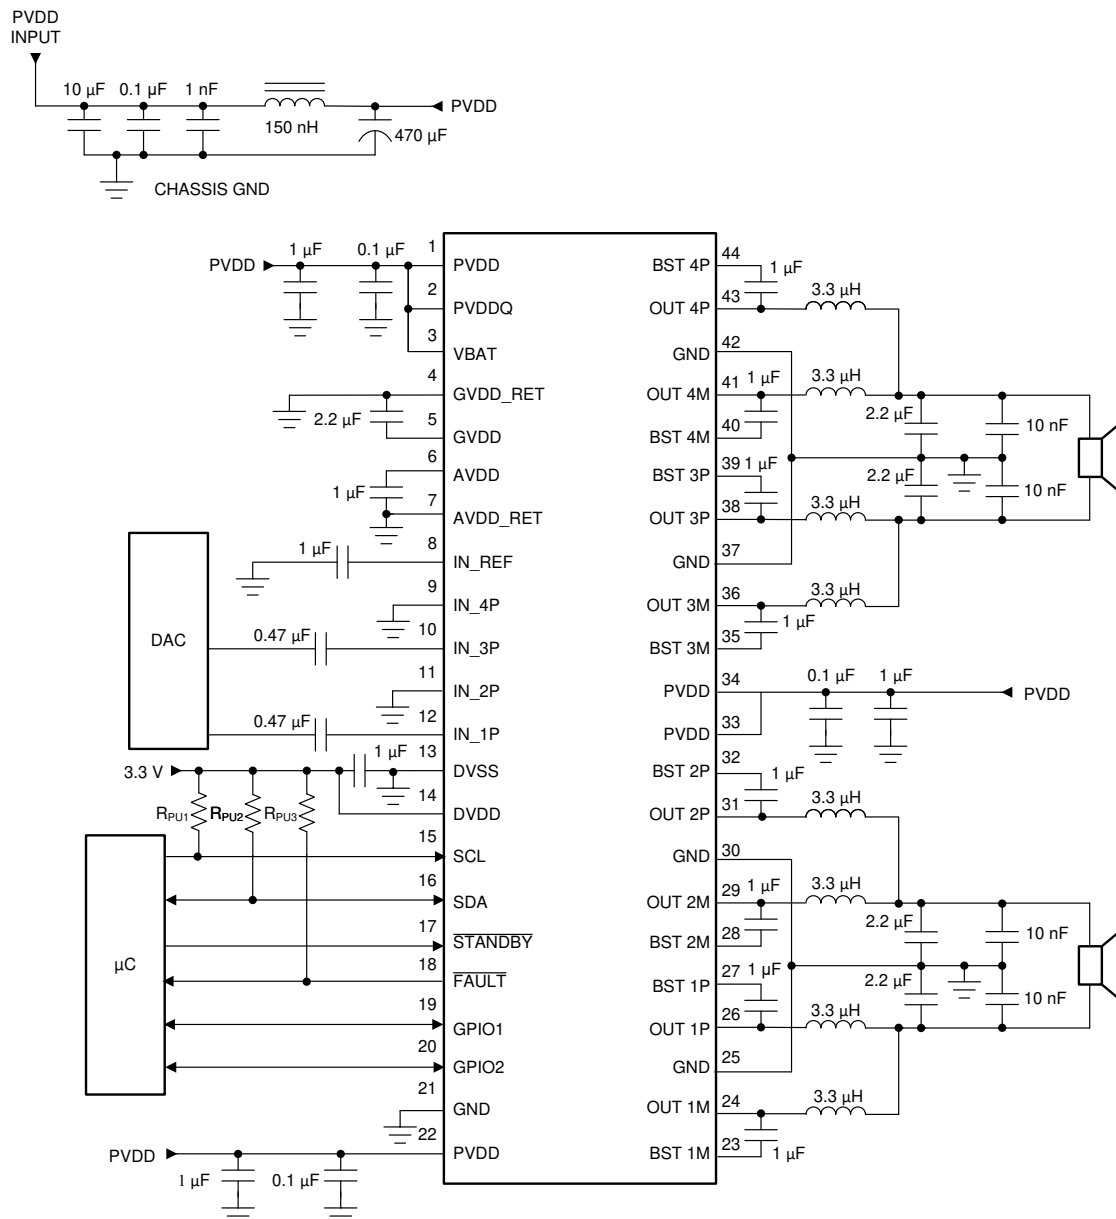 PVDD
INPUT
10 µF 0.1 µF 1 nF
150 nH
470 µF
PVDD
CHASSIS GND
PVDD
1 µF
0.1 µF
2.2 µF
1 µF
1 µF
DAC
0.47 µF
0.47 µF
3.3 V
1 µF
RPU1 RPU2 RPU3
µC
PVDD
1 µF
0.1 µF
1 PVDD
2 PVDDQ
3 VBAT
4 GVDD_RET
5 GVDD
6 AVDD
7 AVDD_RET
8 IN_REF
9 IN_4P
10 IN_3P
11 IN_2P
12 IN_1P
13 DVSS
14 DVDD
15 SCL
16 SDA
17 STANDBY
18 FAULT
19 GPIO1
20 GPIO2
21 GND
22 PVDD
BST 4P 44
OUT 4P 43
GND 42
OUT 4M 41
BST 4M 40
BST 3P 39
OUT 3P 38
GND 37
OUT 3M 36
BST 3M 35
PVDD 34
PVDD 33
BST 2P 32
OUT 2P 31
GND 30
OUT 2M 29
BST 2M 28
BST 1P 27
OUT 1P 26
GND 25
OUT 1M 24
BST 1M 23
1 µF
3.3 µH
1 µF
3.3 µH
2.2 µF
10 nF
1 µF
2.2 µF
10 nF
3.3 µH
3.3 µH
1 µF
0.1 µF 1 µF
PVDD
1 µF
3.3 µH
1 µF
3.3 µH
2.2 µF
10 nF
1 µF
2.2 µF
10 nF
3.3 µH
3.3 µH
1 µF